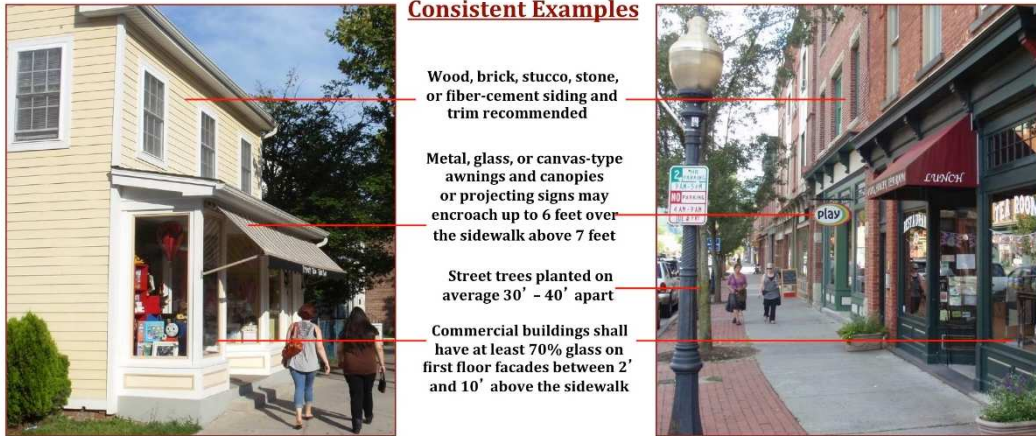 Consistent Examples
Wood, brick, stucco, stone,
or fiber-cement siding and
trim recommended
Metal, glass, or canvas-type
awnings and canopies
or projecting signs may
encroach up to 6 feet over
the sidewalk above 7 feet
Street trees planted on
average 30' – 40' apart
Commercial buildings shall
have at least 70% glass on
first floor facades between 2'
and 10' above the sidewalk
2
NO
PARKING
play
LUNCH
TEA ROOM